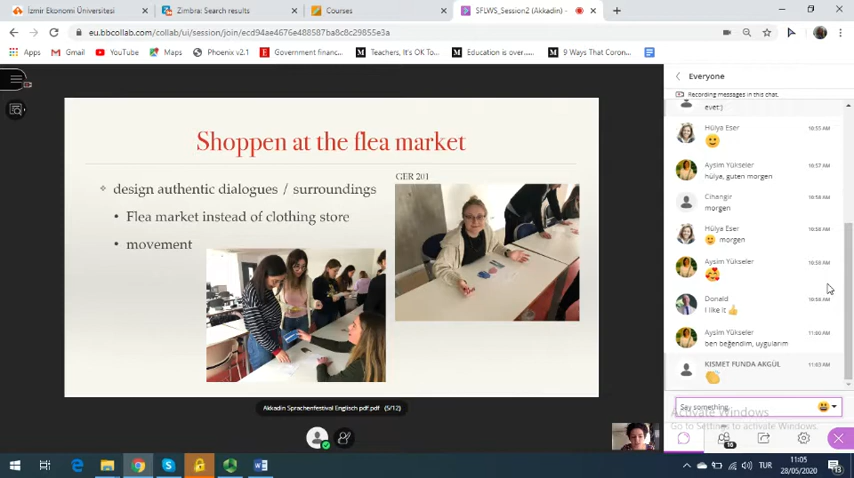 İzmir Ekonomi Üniversitesi
Zimbra: Search results
Courses
SFLWS_Session2 (Akkadin) -
eu.bbcollab.com/collab/ui/session/join/ecd94ae4676e488587ba8c8c29855e3a
Apps
Gmail
YouTube
Maps
Phoenix v2.1
Government financ...
Teachers, It's OK To...
Education is over...
9 Ways That Coron...
Everyone
Recording messages in this chat.
evet:)
Shoppen at the flea market
design authentic dialogues / surroundings
Flea market instead of clothing store
movement
GER 201
Hülya Eser
10:55 AM
Aysim Yükseler
10:57 AM
hülya, guten morgen
Cihangir
10:58 AM
morgen
Hülya Eser
10:58 AM
morgen
Aysim Yükseler
10:58 AM
Donald
10:58 AM
I like it
Aysim Yükseler
11:00 AM
ben beğendim, uygularım
KISMET FUNDA AKGÜL
11:03 AM
Say something
Akkadin Sprachenfestival Englisch pdf.pdf (5/12)
Activate Windows
Go to Settings to activate Windows.
16
TUR
11:05
28/05/2020